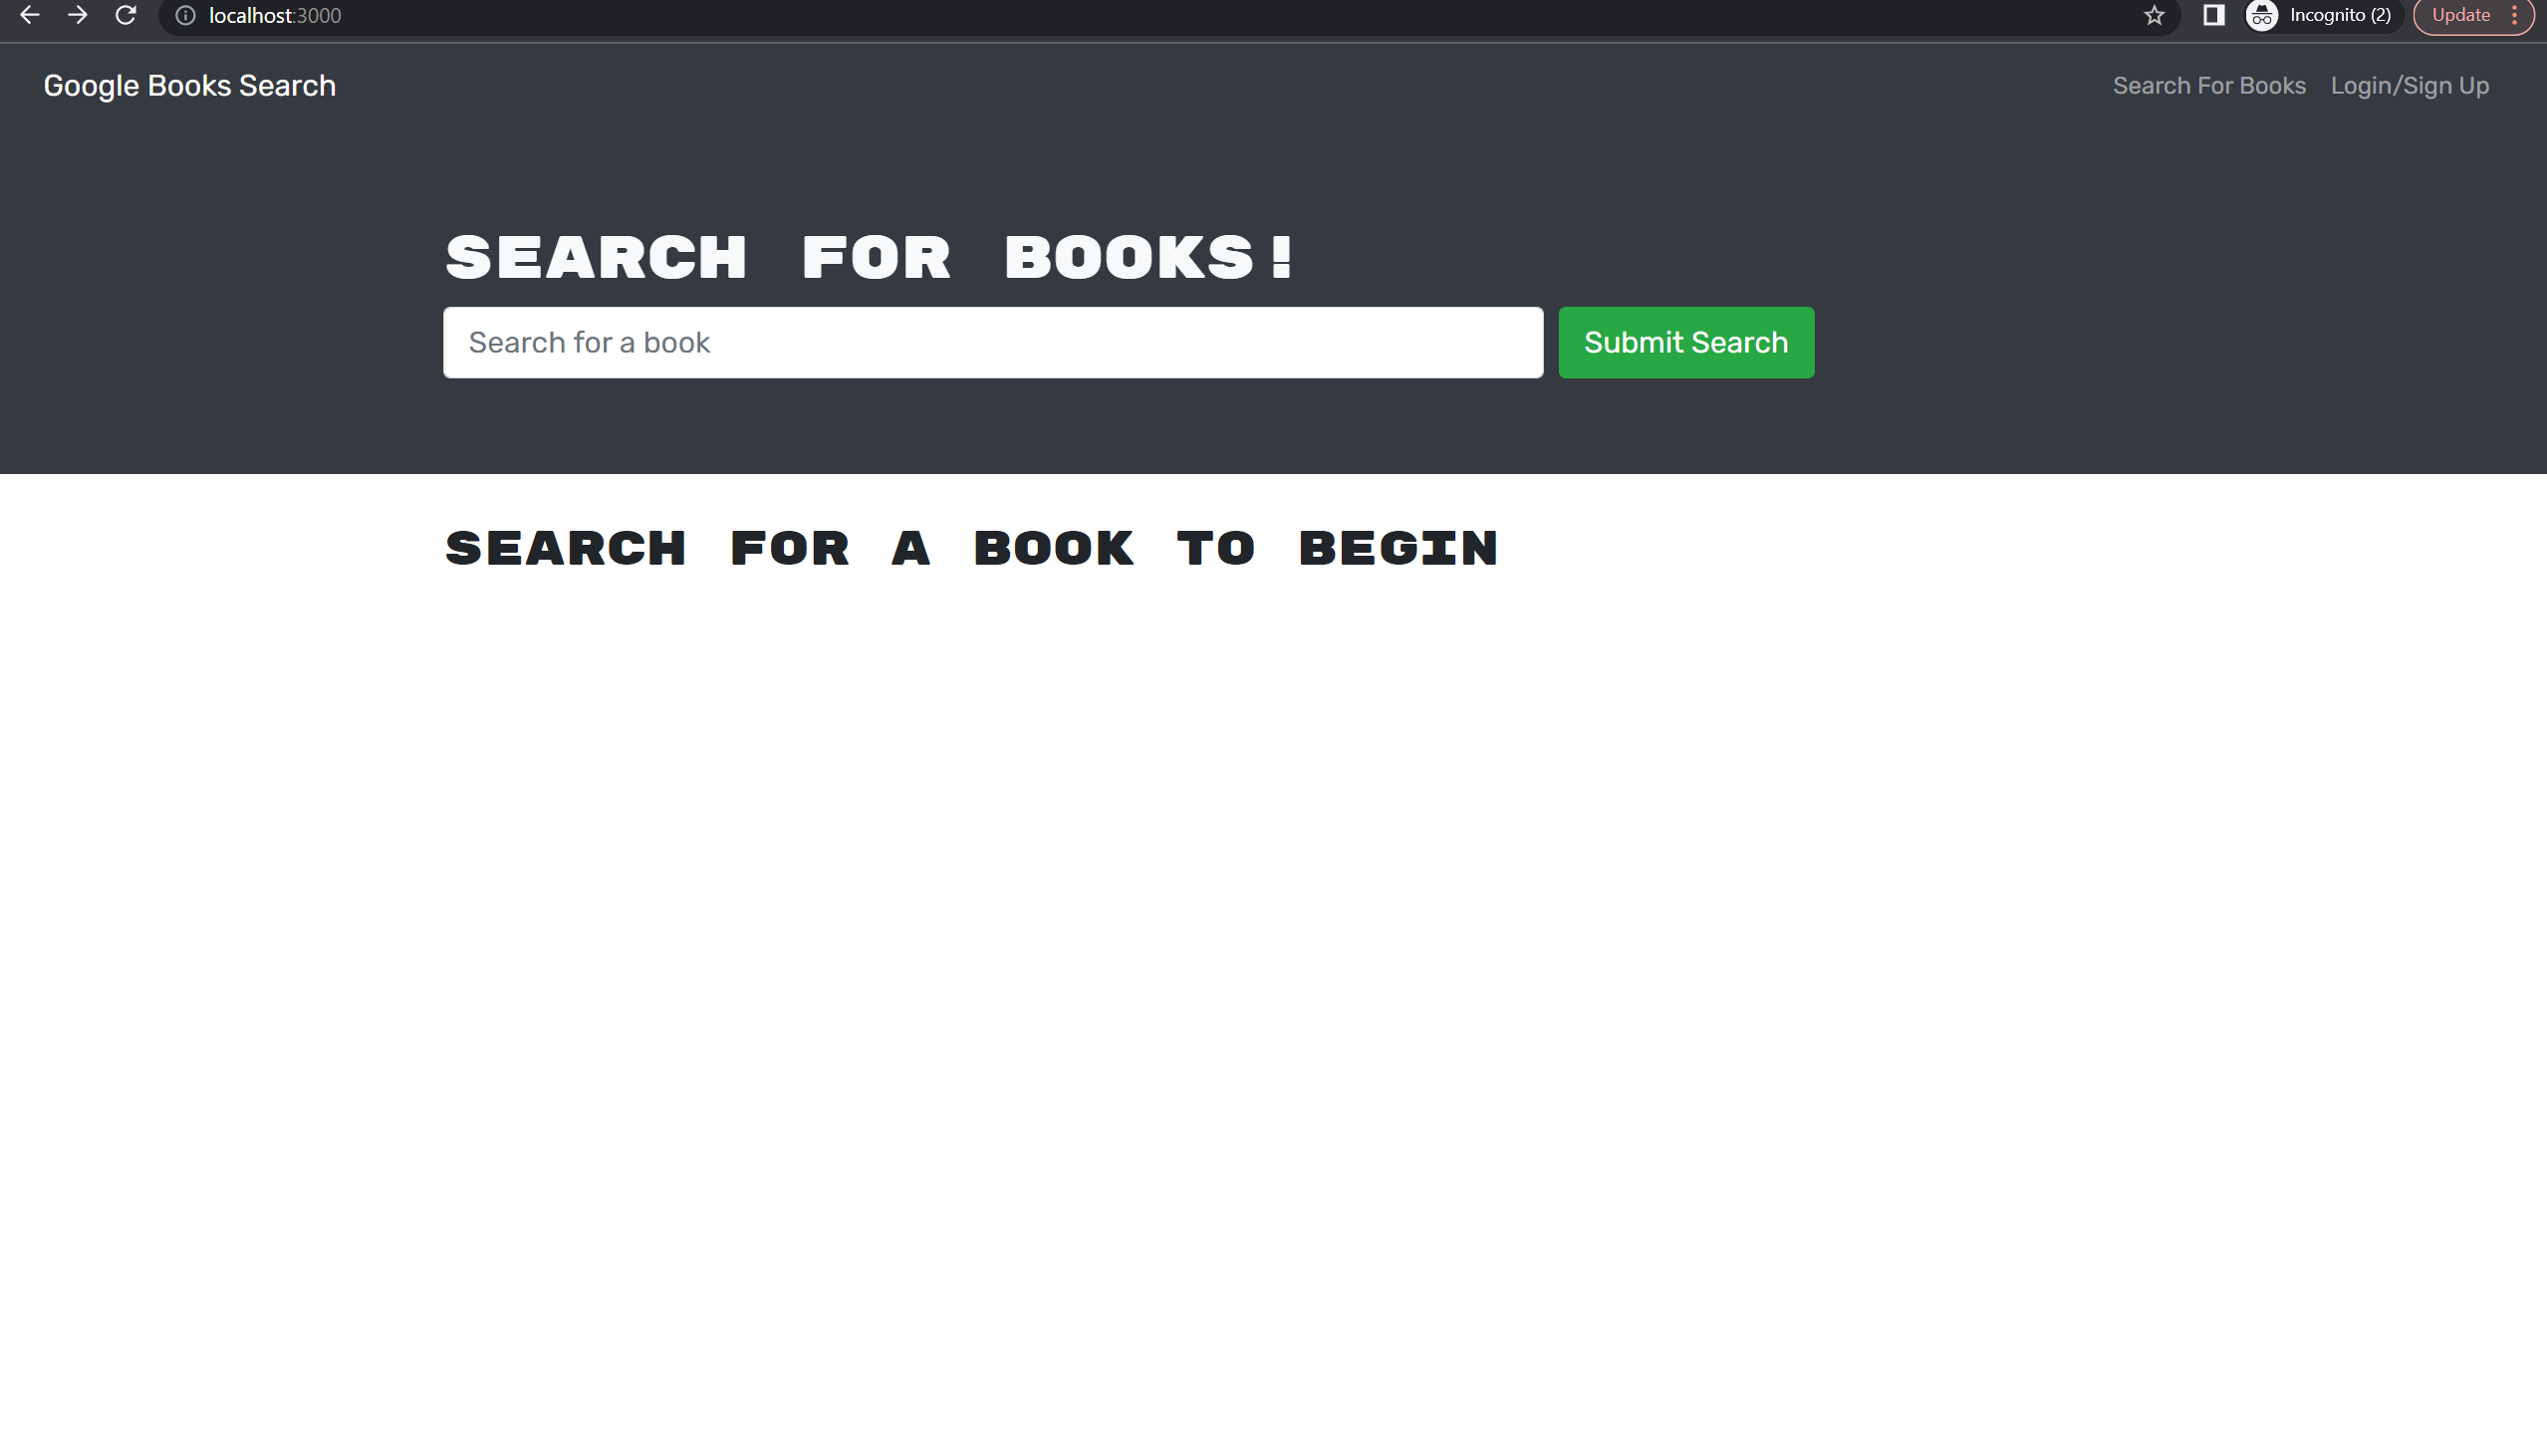 localhost:3000
Incognito (2)
Update
Google Books Search
Search For Books
Login/Sign Up
SEARCH FOR BOOKS!
Search for a book
Submit Search
SEARCH FOR A BOOK TO BEGIN